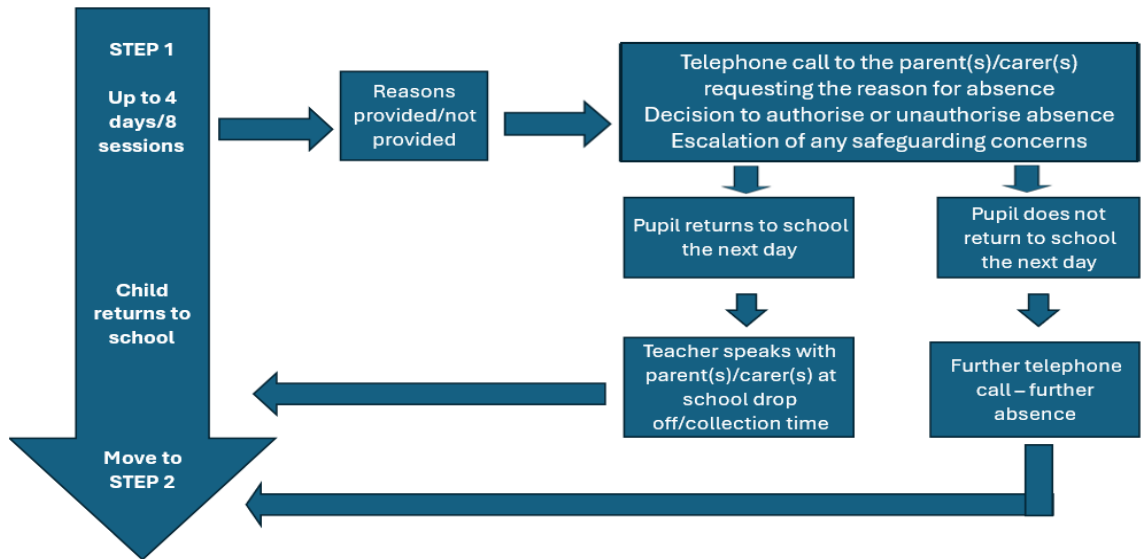 STEP 1
Up to 4
days/8
sessions
Child
returns to
school
Move to
STEP 2
Reasons
provided/not
provided
Telephone call to the parent(s)/carer(s)
requesting the reason for absence
Decision to authorise or unauthorise absence
Escalation of any safeguarding concerns
Pupil returns to school
the next day
Pupil does not
return to school
the next day
Teacher speaks with
parent(s)/carer(s) at
school drop
off/collection time
Further telephone
call – further
absence